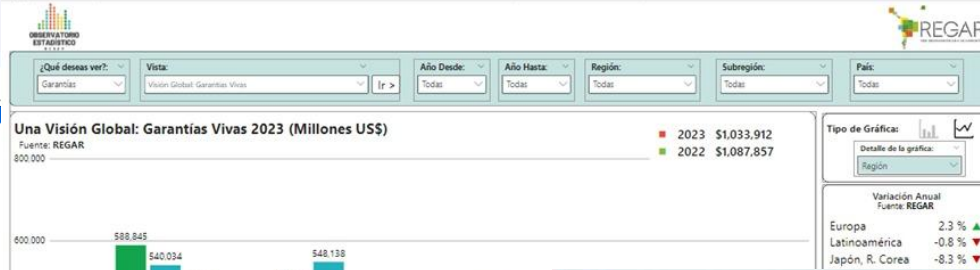 OBSERVATORIO
ESTADÍSTICO
REGAR
REGAR
¿Qué deseas ver?:
Garantías
Vista:
Visión Global: Garantías Vivas
Ir >
Año Desde:
Todas
Año Hasta:
Todas
Región:
Todas
Subregión:
Todas
País:
Todas
Una Visión Global: Garantías Vivas 2023 (Millones US$)
Fuente: REGAR
2023 $1,033,912
2022 $1,087,857
800,000
600,000
588,845
540,034
548,138
Tipo de Gráfica:
Detalle de la gráfica:
Región
Variación Anual
Fuente: REGAR
Europa 2.3 %
Latinoamérica -0.8 %
Japón, R. Corea -8.3 %